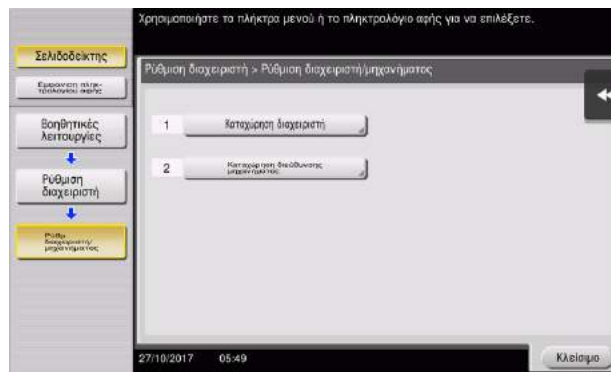 Χρησιμοποιήστε τα πλήκτρα μενού ή το πληκτρολόγιο αφής για να επιλέξετε.
Σελιδοδείκτης
Εμφάνιση πληκ-
τρολογίου αφής
Βοηθητικές
λειτουργίες
Ρύθμιση
διαχειριστή
Ρύθμ.
διαχειριστή/
μηχανήματος
Ρύθμιση διαχειριστή > Ρύθμιση διαχειριστή/μηχανήματος
1 Καταχώρηση διαχειριστή
2 Καταχώρηση διεύθυνσης
μηχανήματος
27/10/2017 05:49
Κλείσιμο